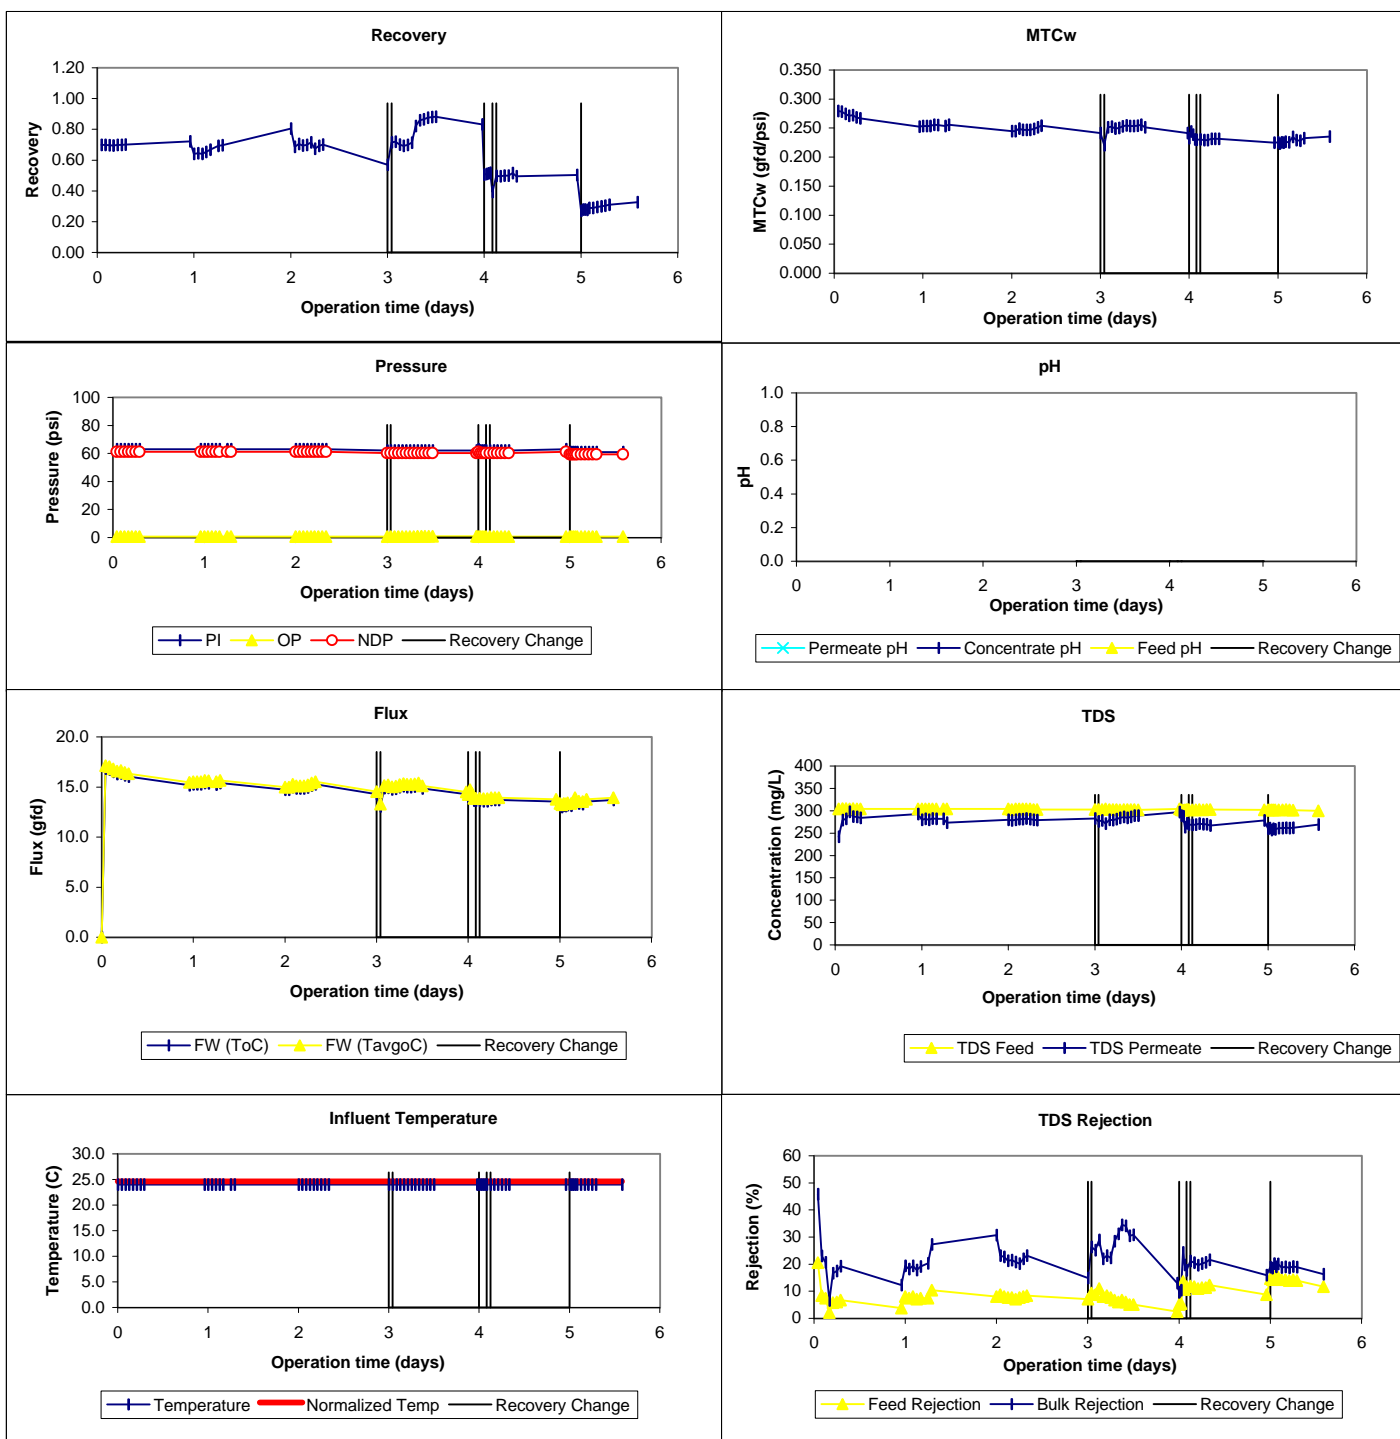 Recovery
1.20
1.00
0.80
0.60
0.40
0.20
0.00
Recovery
0 1 2 3 4 5 6
Operation time (days)
MTCw
0.350
0.300
0.250
0.200
0.150
0.100
0.050
0.000
MTCw (gfd/psi)
0 1 2 3 4 5 6
Operation time (days)
Pressure
100
80
60
40
20
0
Pressure (psi)
0 1 2 3 4 5 6
Operation time (days)
PI OP NDP Recovery Change
pH
1.0
0.8
0.6
0.4
0.2
0.0
pH
0 1 2 3 4 5 6
Operation time (days)
Permeate pH Concentrate pH Feed pH Recovery Change
Flux
20.0
15.0
10.0
5.0
0.0
Flux (gfd)
0 1 2 3 4 5 6
Operation time (days)
FW (ToC) FW (TavgoC) Recovery Change
TDS
400
350
300
250
200
150
100
50
0
Concentration (mg/L)
0 1 2 3 4 5 6
Operation time (days)
TDS Feed TDS Permeate Recovery Change
Influent Temperature
30.0
25.0
20.0
15.0
10.0
5.0
0.0
Temperature (C)
0 1 2 3 4 5 6
Operation time (days)
Temperature Normalized Temp Recovery Change
TDS Rejection
60
50
40
30
20
10
0
Rejection (%)
0 1 2 3 4 5 6
Operation time (days)
Feed Rejection Bulk Rejection Recovery Change